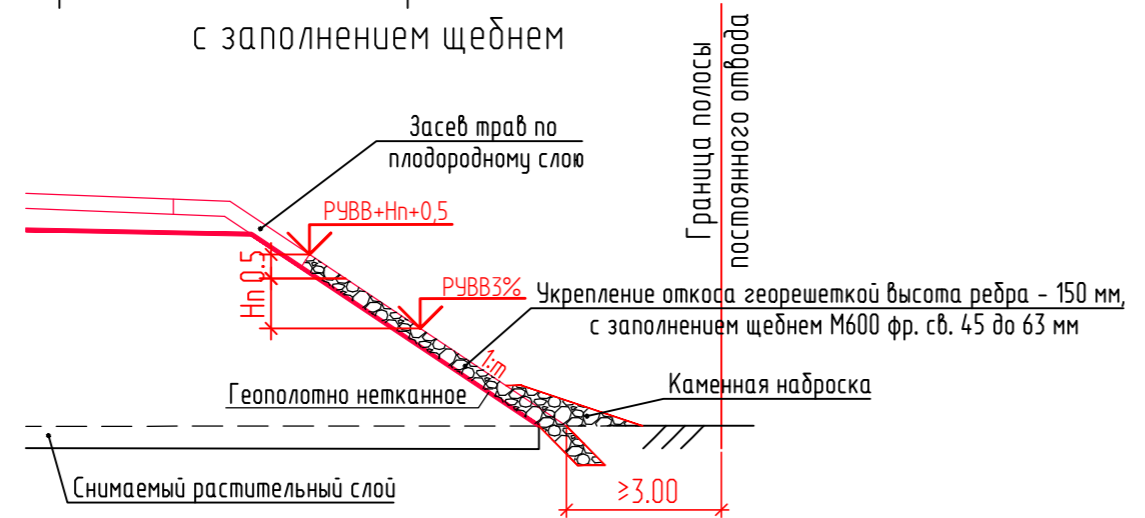 с заполнением щебнем
Граница полосы
постоянного отвода
Засев трав по
плодородному слою
РУВВ+Нп+0,5
0.5
Нп
РУВВ3%
Укрепление откоса георешеткой высота ребра - 150 мм,
с заполнением щебнем М600 фр. св. 45 до 63 мм
1:m
Геополотно нетканное
Каменная наброска
Снимаемый растительный слой
≥3.00